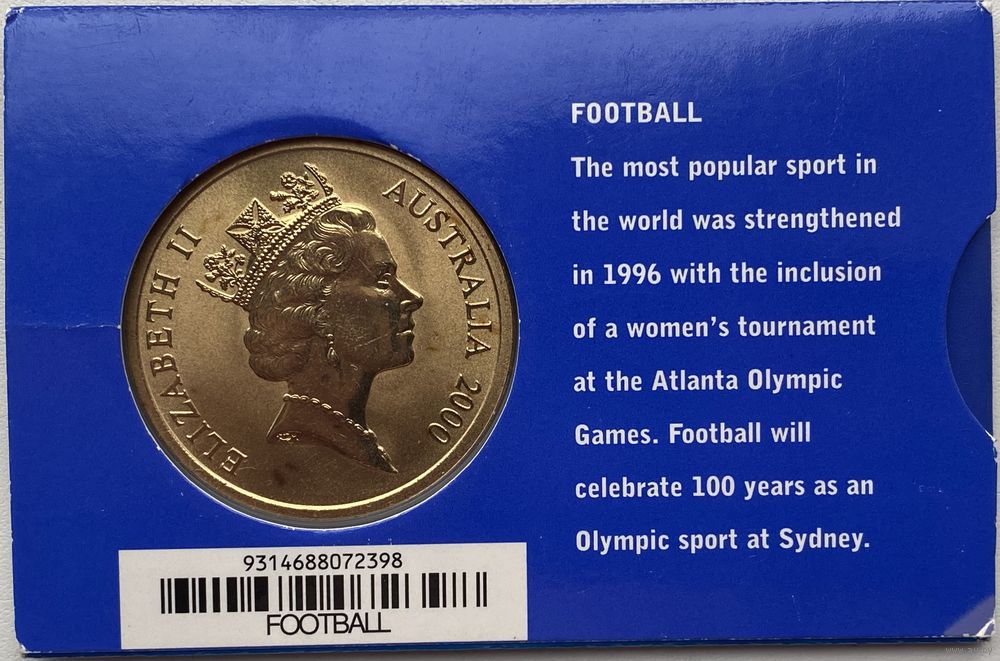 FOOTBALL
The most popular sport in
the world was strengthened
in 1996 with the inclusion
of a women's tournament
at the Atlanta Olympic
Games. Football will
celebrate 100 years as an
Olympic sport at Sydney.
ELIZABETH II
AUSTRALIA 2000
9314688072398
FOOTBALL